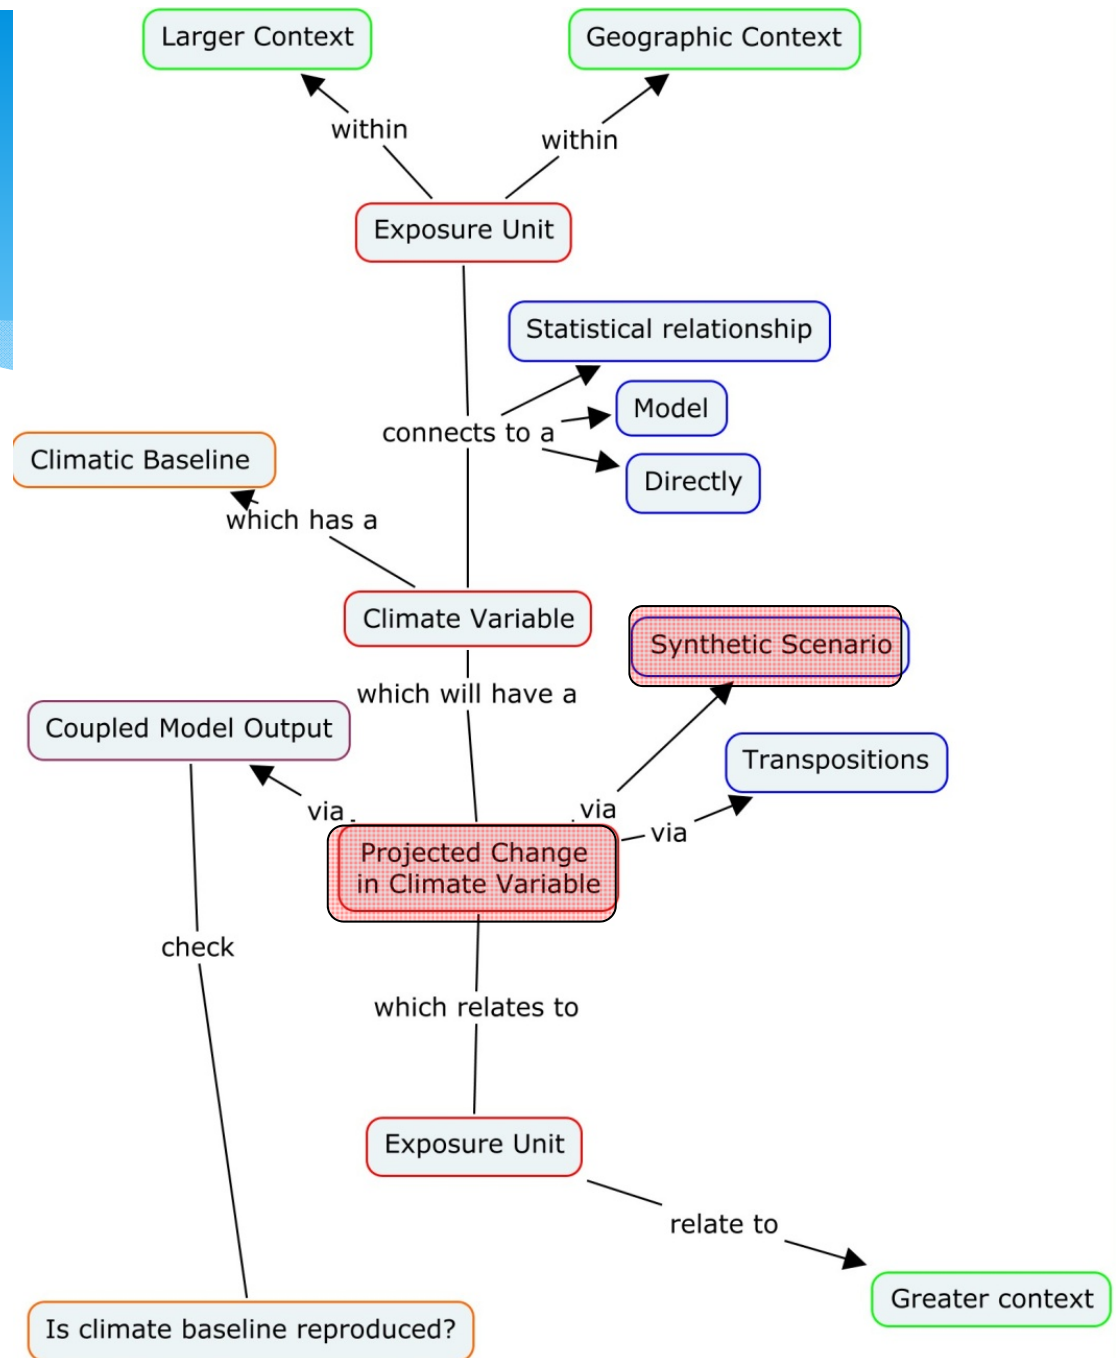 Larger Context
Geographic Context
within
within
Exposure Unit
Statistical relationship
Model
connects to a
Directly
Climatic Baseline
which has a
Climate Variable
Synthetic Scenario
which will have a
Coupled Model Output
Transpositions
via
via
via
Projected Change
in Climate Variable
check
which relates to
Exposure Unit
relate to
Greater context
Is climate baseline reproduced?